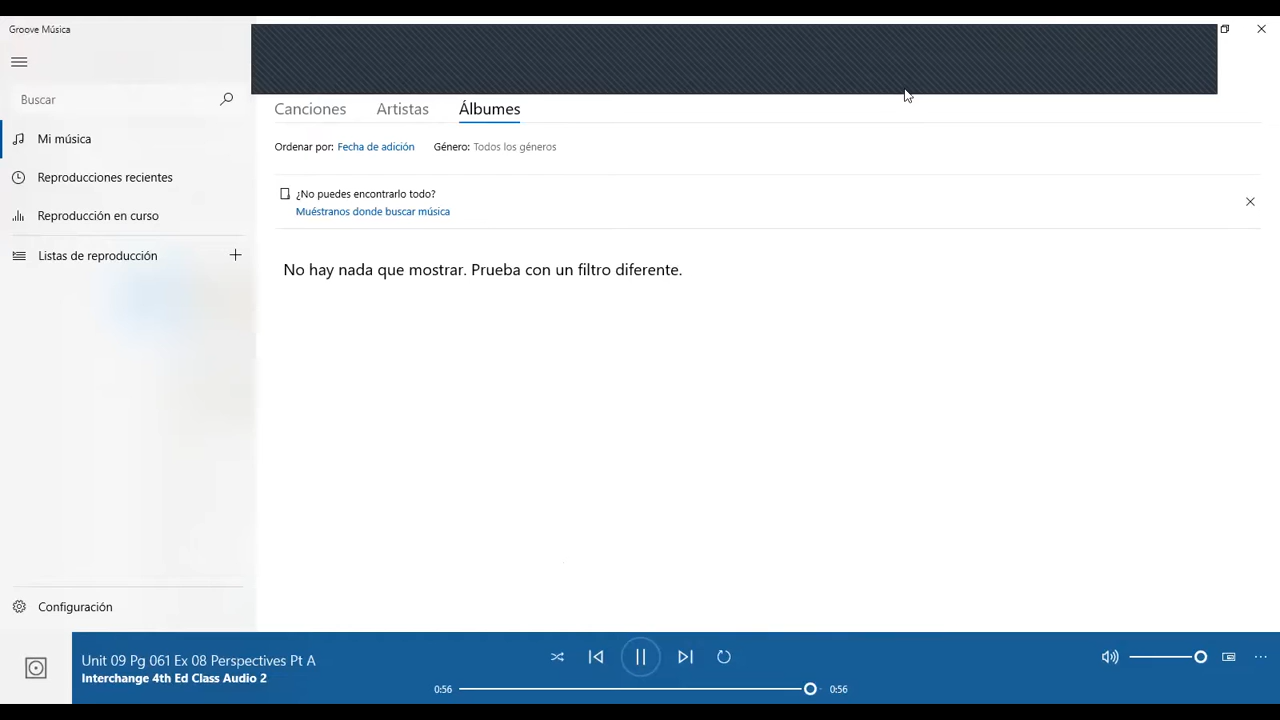 Groove Música
Buscar
Mi música
Reproducciones recientes
Reproducción en curso
Listas de reproducción
Configuración
Canciones Artistas Álbumes
Ordenar por: Fecha de adición Género: Todos los géneros
¿No puedes encontrarlo todo?
Muéstranos donde buscar música
No hay nada que mostrar. Prueba con un filtro diferente.
Unit 09 Pg 061 Ex 08 Perspectives Pt A
Interchange 4th Ed Class Audio 2
0:56 0:56